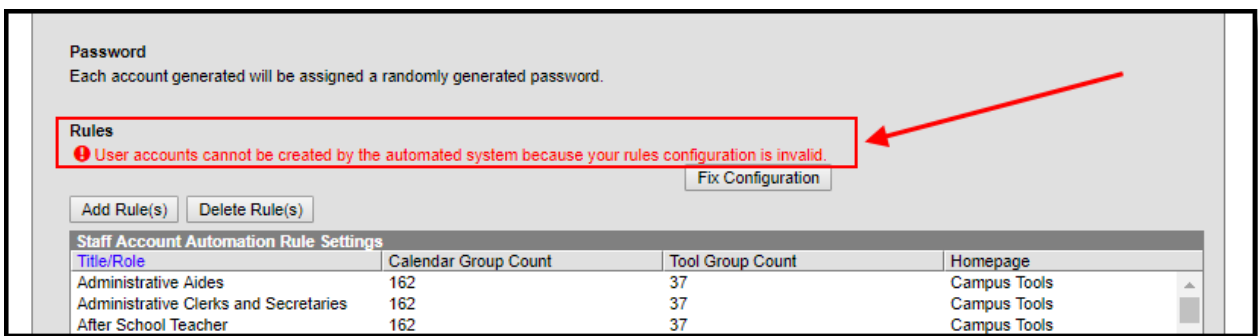 Password
Each account generated will be assigned a randomly generated password.
Rules
User accounts cannot be created by the automated system because your rules configuration is invalid.
Fix Configuration
Add Rule(s) Delete Rule(s)
Staff Account Automation Rule Settings
Title/Role Calendar Group Count Tool Group Count Homepage
Administrative Aides 162 37 Campus Tools
Administrative Clerks and Secretaries 162 37 Campus Tools
After School Teacher 162 37 Campus Tools